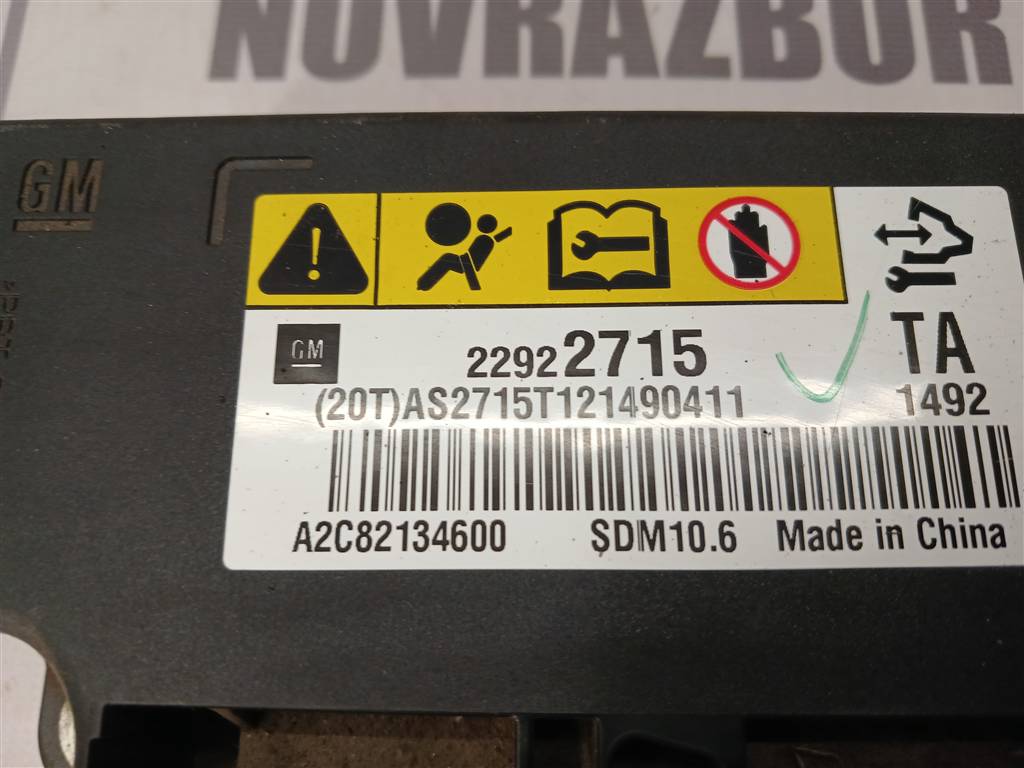 NOVRAZBOR
GM
GM
22922715
TA
(20T)AS2715T121490411
1492
A2C82134600 SDM10.6 Made in China